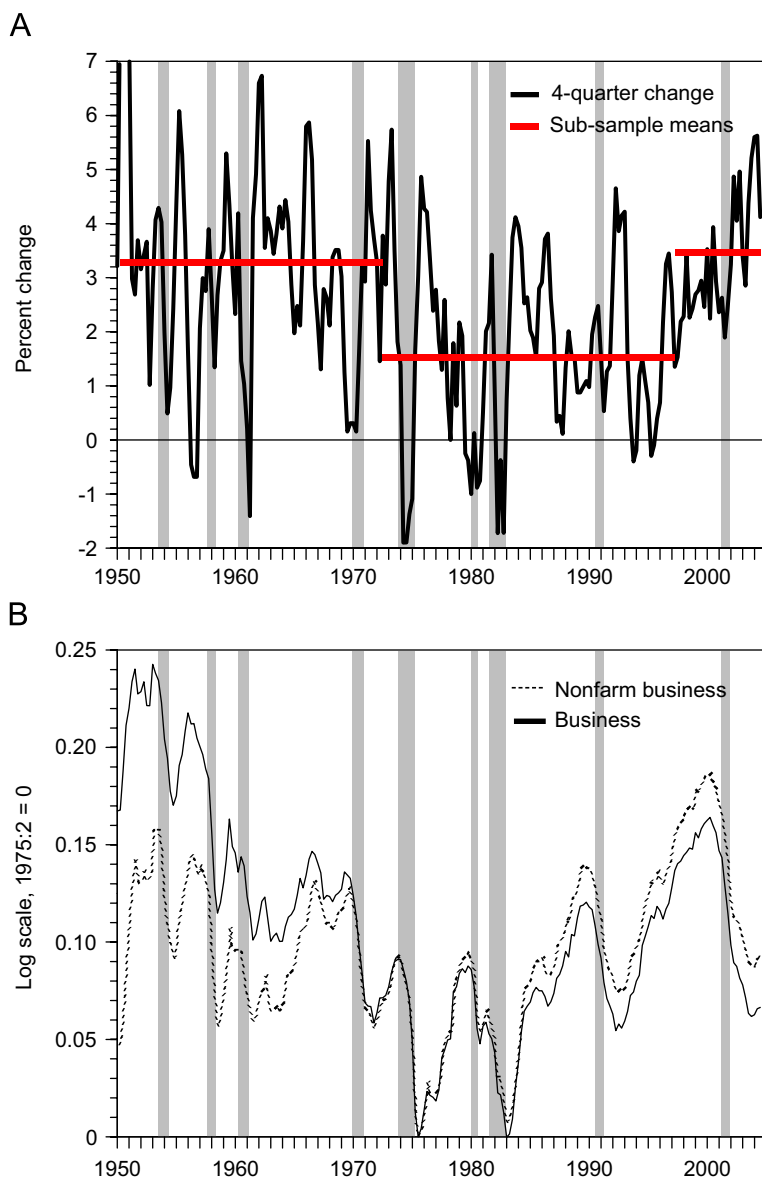 A
Percent change
7
6
5
4
3
2
1
0
-1
-2
4-quarter change
Sub-sample means
1950 1960 1970 1980 1990 2000
B
Log scale, 1975:2 = 0
0.25
0.20
0.15
0.10
0.05
0
Nonfarm business
Business
1950 1960 1970 1980 1990 2000